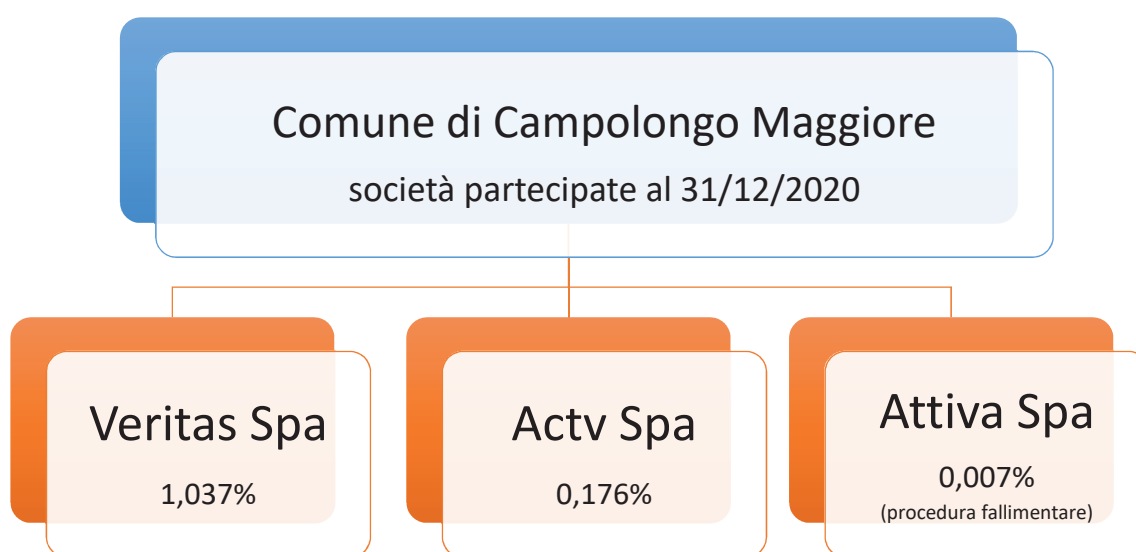 Comune di Campolongo Maggiore
società partecipate al 31/12/2020
Veritas Spa
1,037%
Actv Spa
0,176%
Attiva Spa
0,007%
(procedura fallimentare)